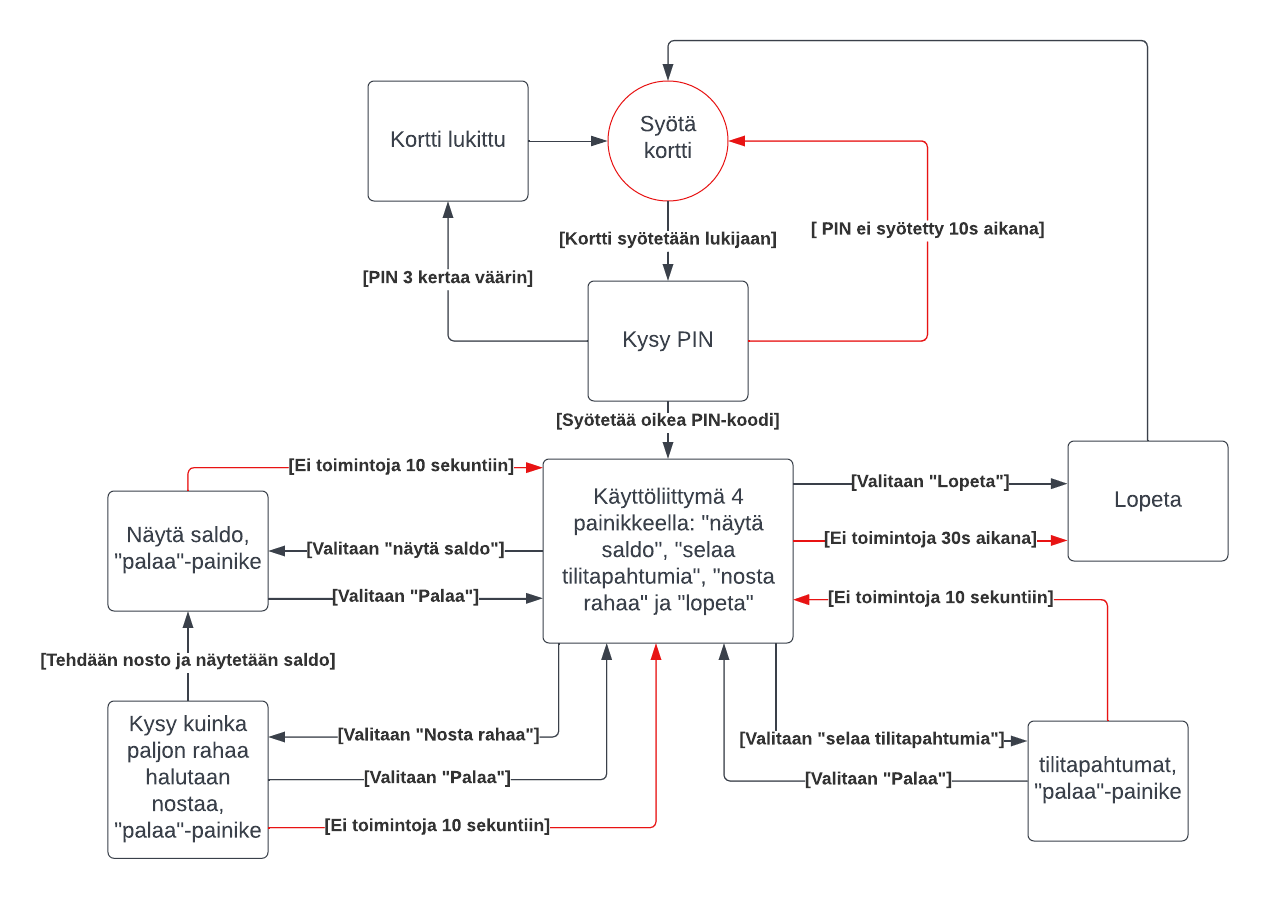 Kortti lukittu
Syötä
kortti
[Kortti syötetään lukijaan]
[ PIN ei syötetty 10s aikana]
[PIN 3 kertaa väärin]
Kysy PIN
[Syötetää oikea PIN-koodi]
[Ei toimintoja 10 sekuntiin]
Käyttöliittymä 4
painikkeella: "näytä
saldo", "selaa
tilitapahtumia", "nosta
rahaa" ja "lopeta"
[Valitaan "Lopeta"]
Lopeta
Näytä saldo,
"palaa"-painike
[Valitaan "näytä saldo"]
[Ei toimintoja 30s aikana]
[Valitaan "Palaa"]
[Ei toimintoja 10 sekuntiin]
[Tehdään nosto ja näytetään saldo]
Kysy kuinka
paljon rahaa
halutaan
nostaa,
"palaa"-painike
[Valitaan "Nosta rahaa"]
[Valitaan "Palaa"]
[Ei toimintoja 10 sekuntiin]
[Valitaan "selaa tilitapahtumia"]
[Valitaan "Palaa"]
tilitapahtumat,
"palaa"-painike